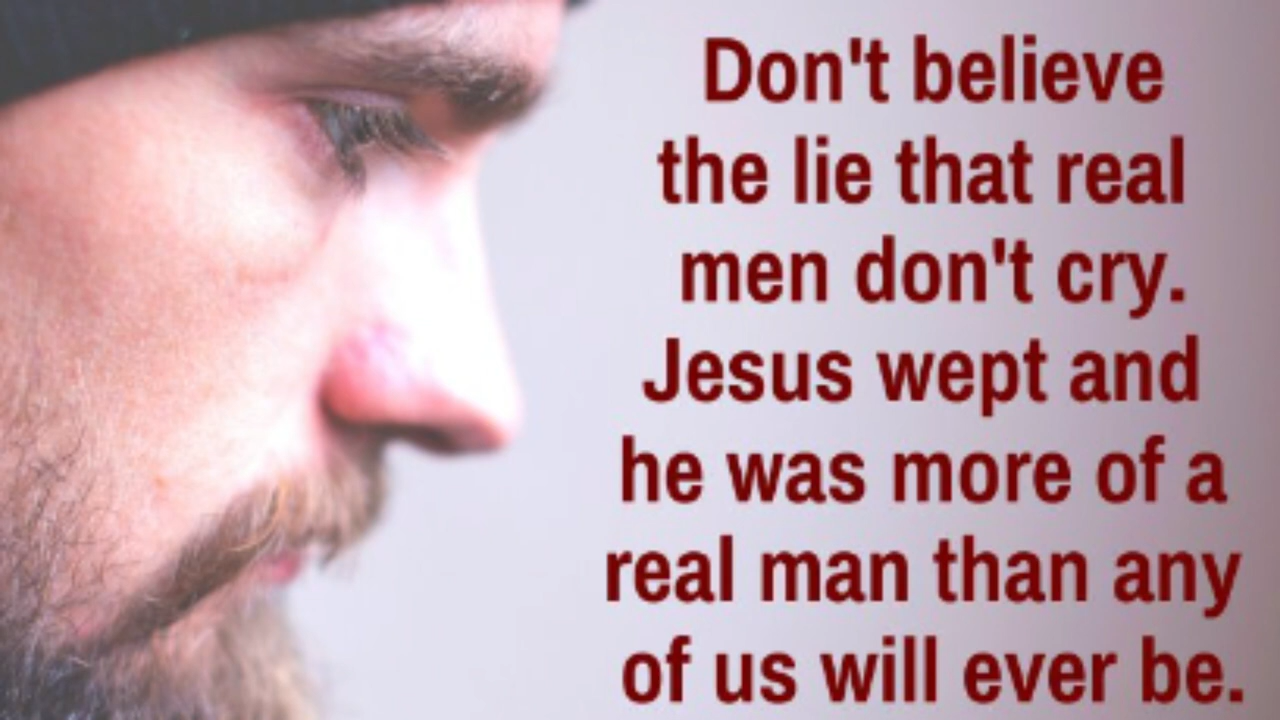 Don't believe
the lie that real
men don't cry.
Jesus wept and
he was more of a
real man than any
of us will ever be.